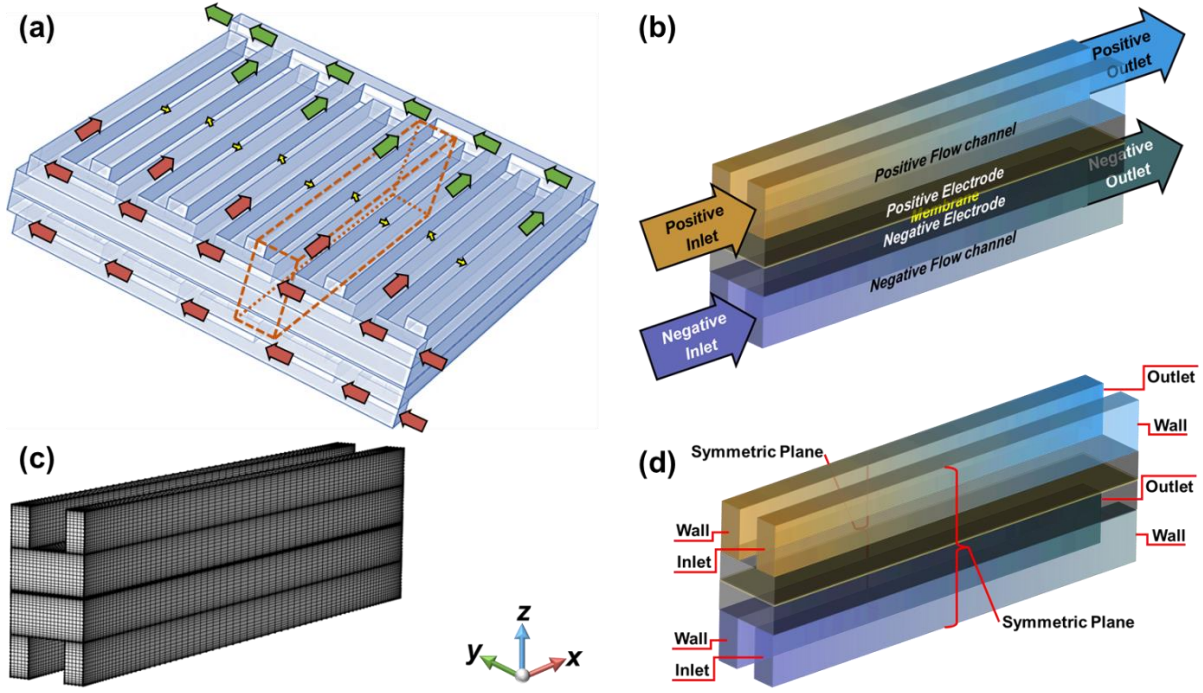 (a)
(b)
Positive
Outlet
Positive Flow channel
Positive Electrode
Membrane
Negative Electrode
Negative
Outlet
Positive
Inlet
Negative Flow channel
Negative
Inlet
(c)
z
y
x
(d)
Outlet
Wall
Symmetric Plane
Outlet
Wall
Wall
Inlet
Symmetric Plane
Wall
Inlet